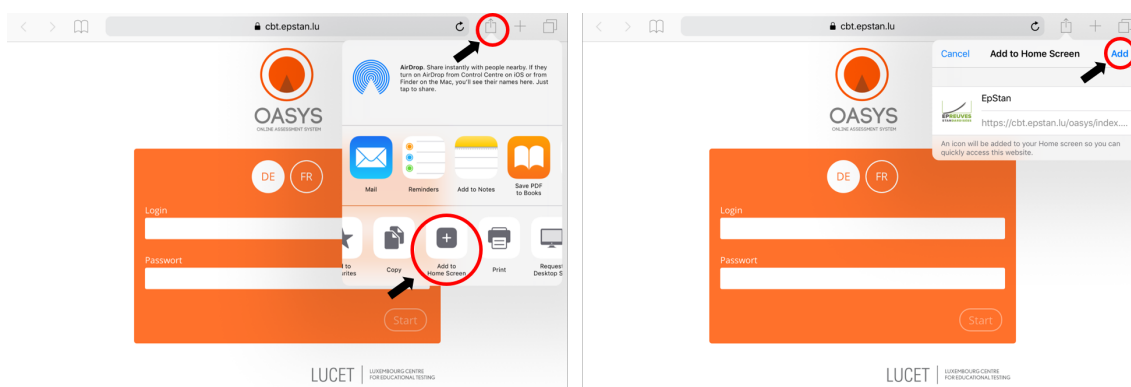 cbt.epstan.lu
AirDrop. Share instantly with people nearby. If they
turn on AirDrop from Control Centre on iOS or from
Finder on the Mac, you'll see their names here. Just
tap to share.
OASYS
ONLINE ASSESSMENT SYSTEM
Mail
Reminders
Add to Notes
Save PDF
to Books
DE
FR
Login
Copy
Add to
Home Screen
Print
Request
Desktop S
Passwort
Start
LUCET
LUXEMBOURG CENTRE
FOR EDUCATIONAL TESTING
cbt.epstan.lu
Cancel
Add to Home Screen
Add
EpStan
EPREUVES
https://cbt.epstan.lu/oasys/index....
An icon will be added to your Home screen so you can
quickly access this website.
OASYS
ONLINE ASSESSMENT SYSTEM
DE
FR
Login
Passwort
Start
LUCET
LUXEMBOURG CENTRE
FOR EDUCATIONAL TESTING